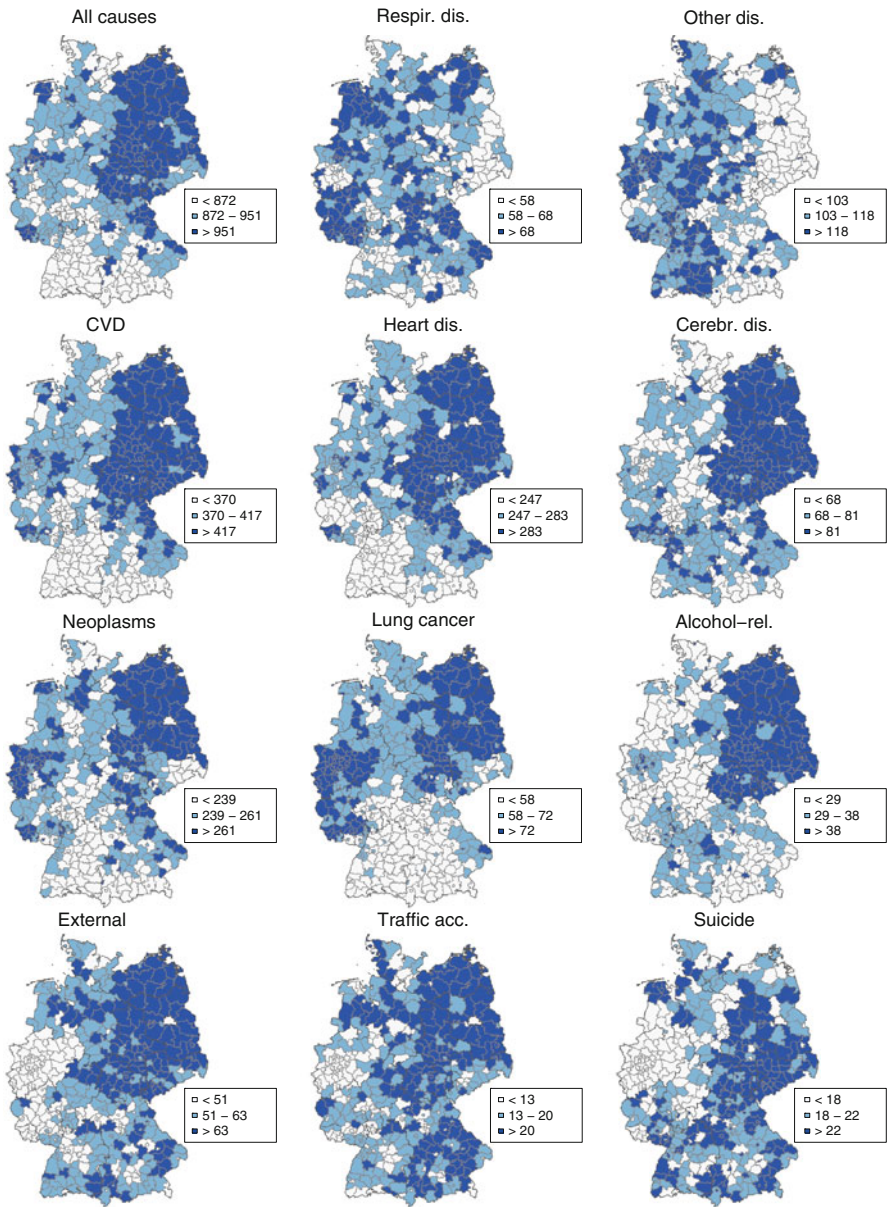 All causes
< 872
872 – 951
> 951
Respir. dis.
< 58
58 – 68
> 68
Other dis.
< 103
103 – 118
> 118
CVD
< 370
370 – 417
> 417
Heart dis.
< 247
247 – 283
> 283
Cerebr. dis.
< 68
68 – 81
> 81
Neoplasms
< 239
239 – 261
> 261
Lung cancer
< 58
58 – 72
> 72
Alcohol–rel.
< 29
29 – 38
> 38
External
< 51
51 – 63
> 63
Traffic acc.
< 13
13 – 20
> 20
Suicide
< 18
18 – 22
> 22